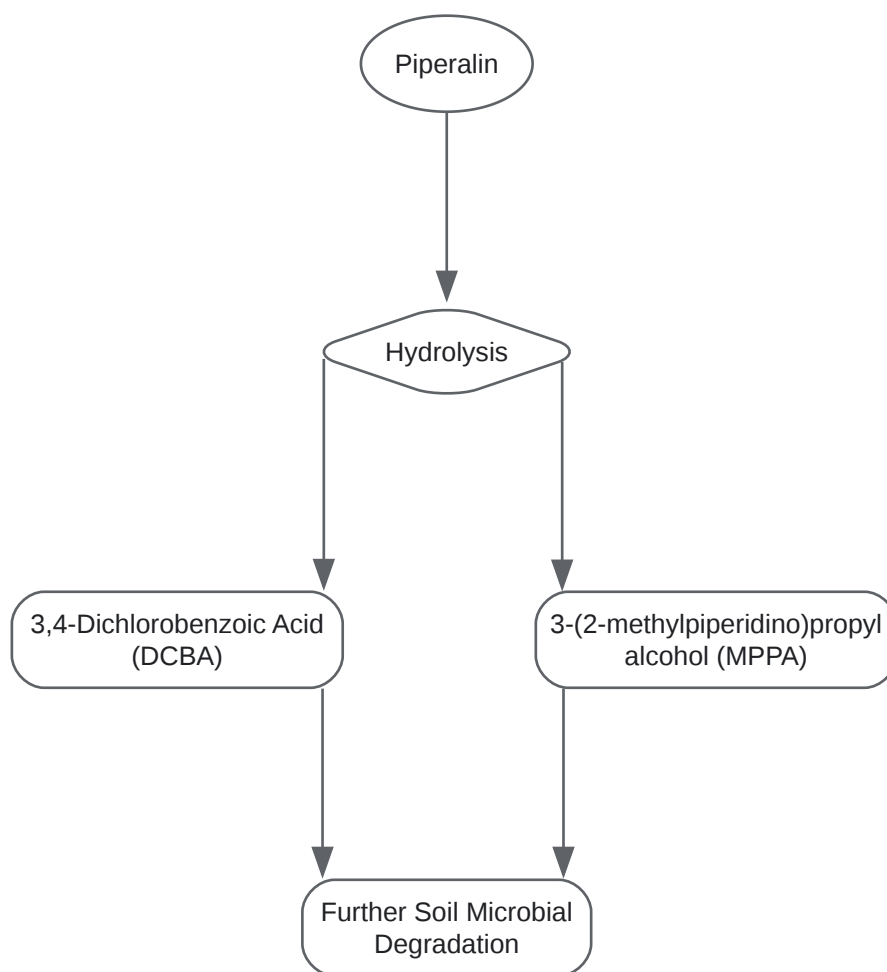 Piperalin
Hydrolysis
3,4-Dichlorobenzoic Acid
(DCBA)
3-(2-methylpiperidino)propyl
alcohol (MPPA)
Further Soil Microbial
Degradation